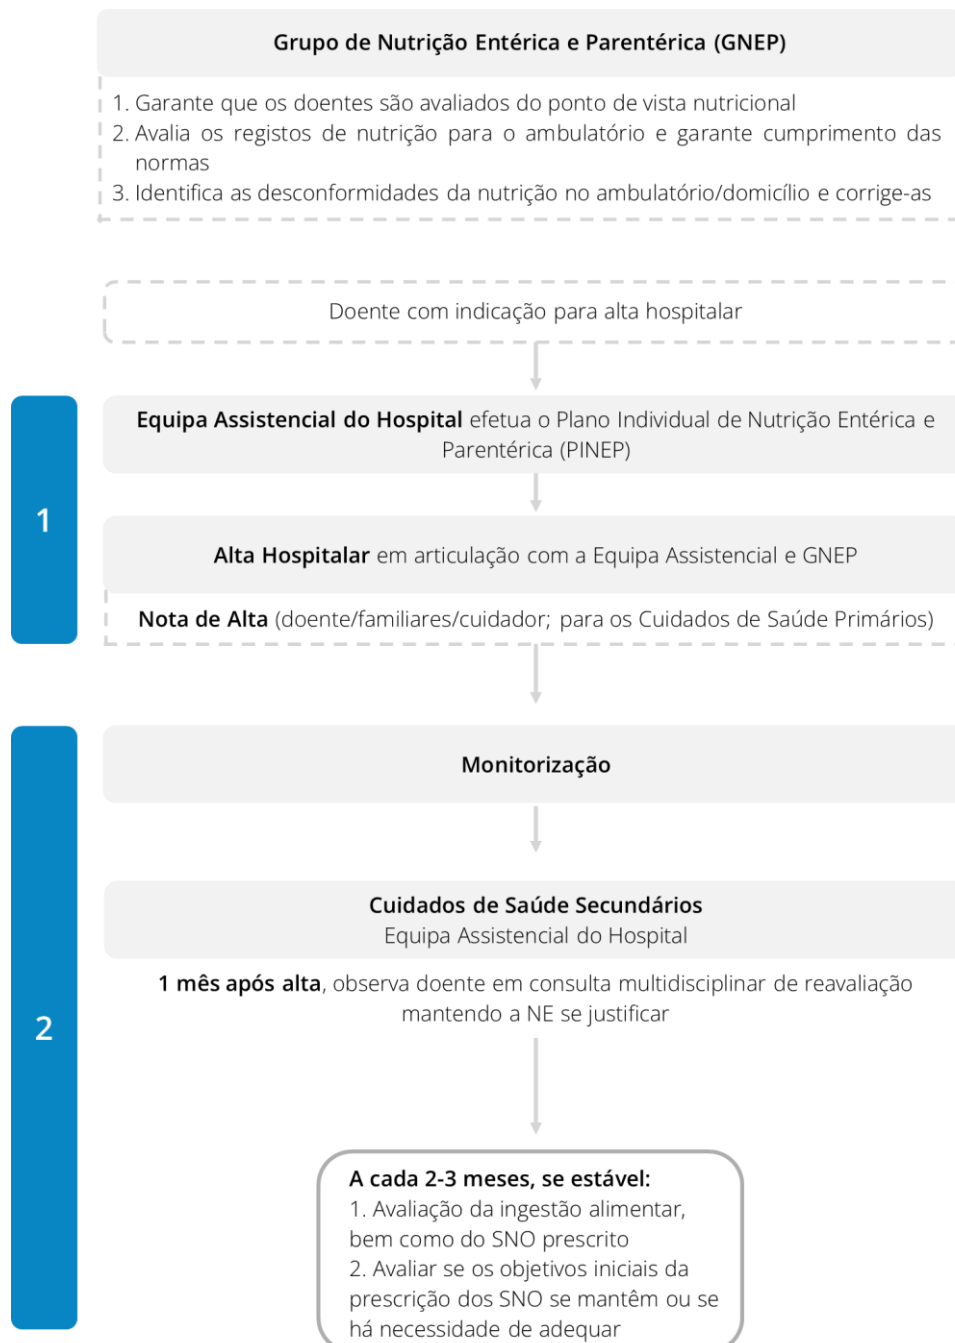 Grupo de Nutrição Entérica e Parentérica (GNEP)
1. Garante que os doentes são avaliados do ponto de vista nutricional
2. Avalia os registos de nutrição para o ambulatório e garante cumprimento das
normas
3. Identifica as desconformidades da nutrição no ambulatório/domicílio e corrige-as
Doente com indicação para alta hospitalar
1
Equipa Assistencial do Hospital efetua o Plano Individual de Nutrição Entérica e
Parentérica (PINEP)
Alta Hospitalar em articulação com a Equipa Assistencial e GNEP
Nota de Alta (doente/familiares/cuidador; para os Cuidados de Saúde Primários)
2
Monitorização
Cuidados de Saúde Secundários
Equipa Assistencial do Hospital
1 mês após alta, observa doente em consulta multidisciplinar de reavaliação
mantendo a NE se justificar
A cada 2-3 meses, se estável:
1. Avaliação da ingestão alimentar,
bem como do SNO prescrito
2. Avaliar se os objetivos iniciais da
prescrição dos SNO se mantêm ou se
há necessidade de adequar